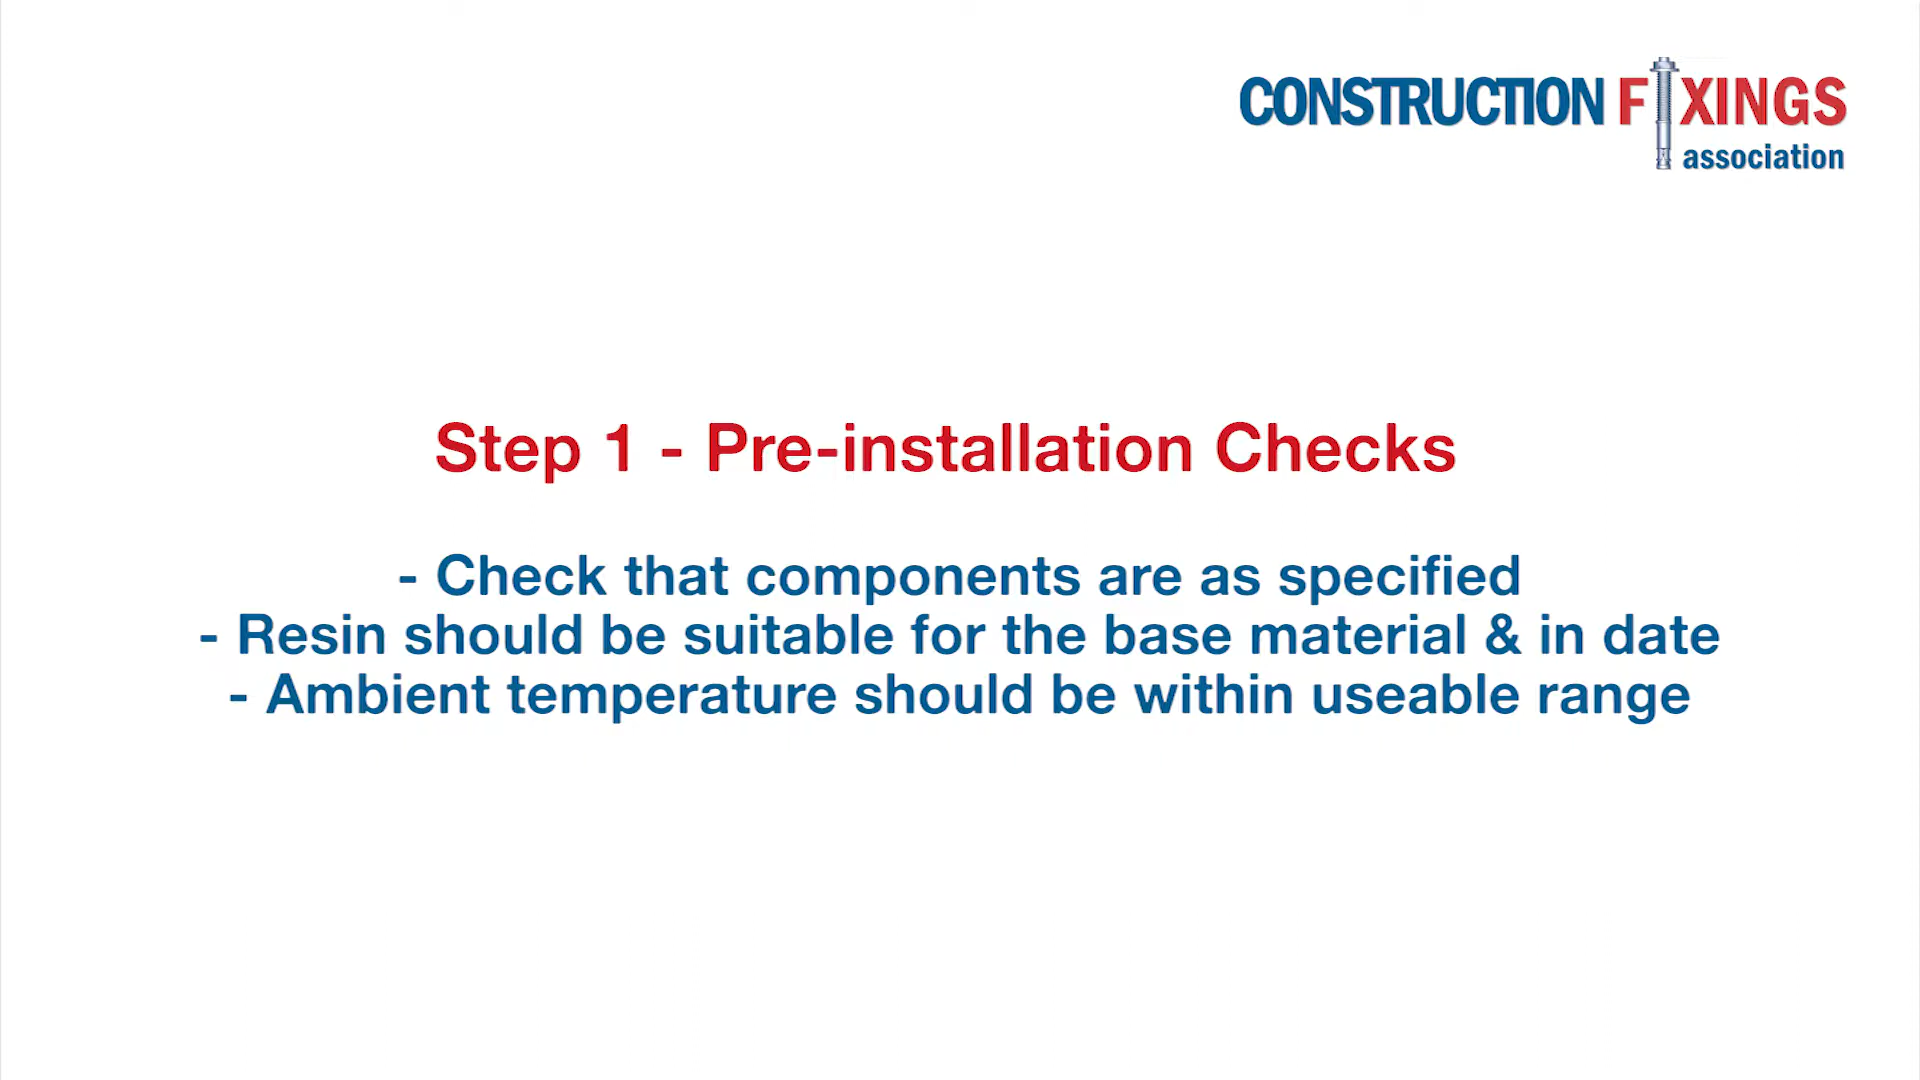 CONSTRUCTION FIXINGS
association
Step 1 - Pre-installation Checks
- Check that components are as specified
- Resin should be suitable for the base material & in date
- Ambient temperature should be within useable range